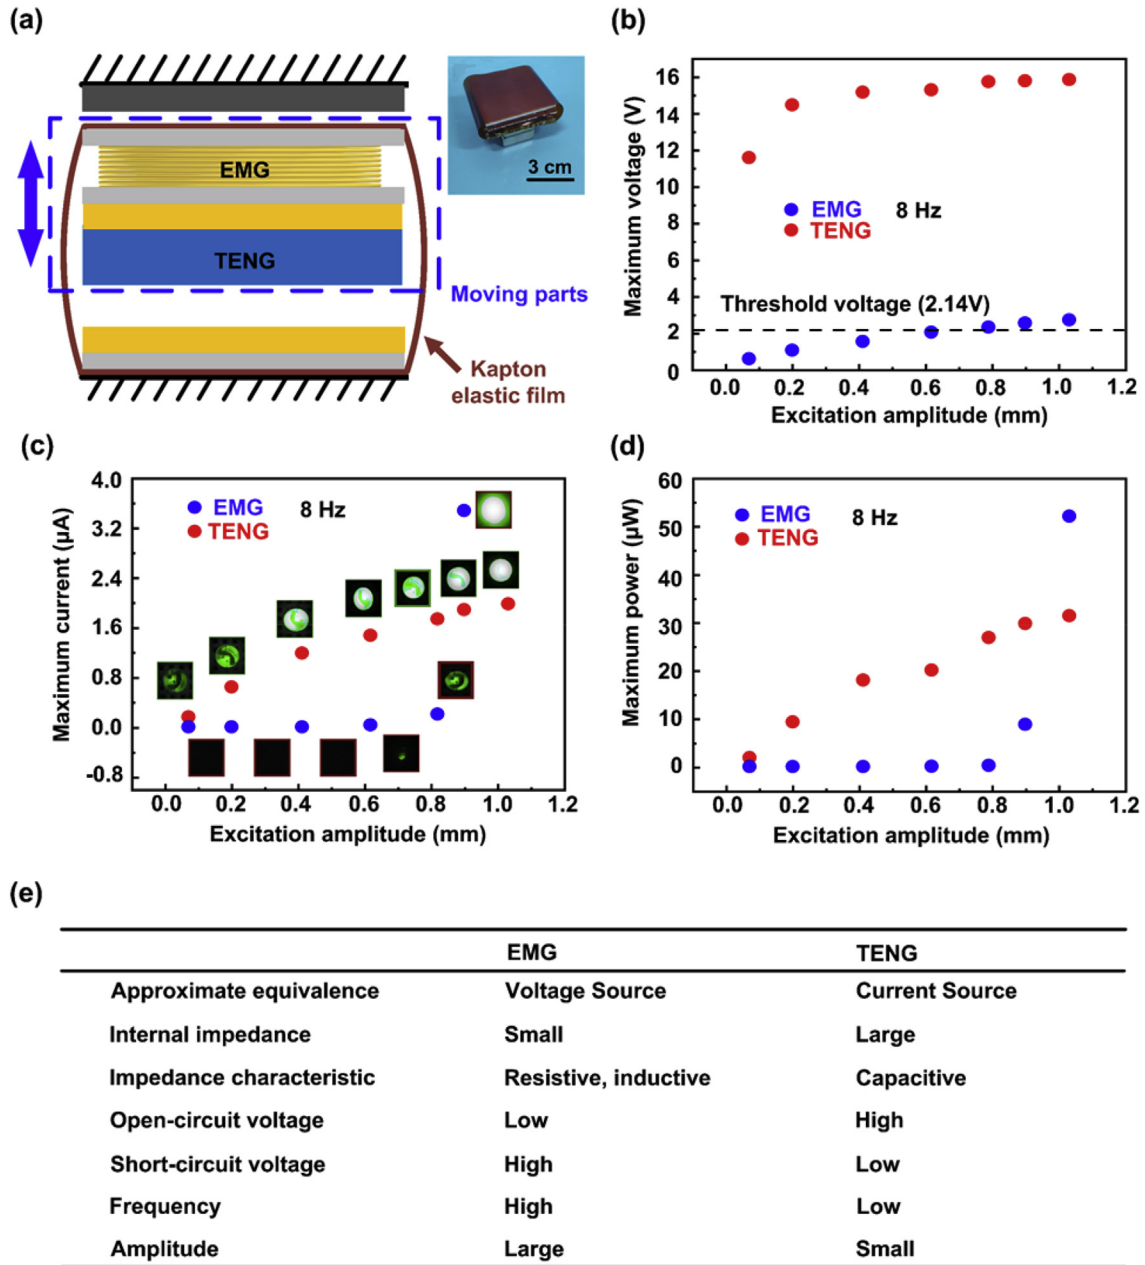 (a)
EMG
TENG
3 cm
Moving parts
Kapton
elastic film
(b)
Maximum voltage (V)
16
14
12
10
8
6
4
2
0
EMG 8 Hz
TENG
Threshold voltage (2.14V)
0.0 0.2 0.4 0.6 0.8 1.0 1.2
Excitation amplitude (mm)
(c)
Maximum current (μA)
4.0
3.2
2.4
1.6
0.8
0.0
-0.8
EMG 8 Hz
TENG
0.0 0.2 0.4 0.6 0.8 1.0 1.2
Excitation amplitude (mm)
(d)
Maximum power (μW)
60
50
40
30
20
10
0
EMG 8 Hz
TENG
0.0 0.2 0.4 0.6 0.8 1.0 1.2
Excitation amplitude (mm)
(e)
EMG TENG
Approximate equivalence Voltage Source Current Source
Internal impedance Small Large
Impedance characteristic Resistive, inductive Capacitive
Open-circuit voltage Low High
Short-circuit voltage High Low
Frequency High Low
Amplitude Large Small